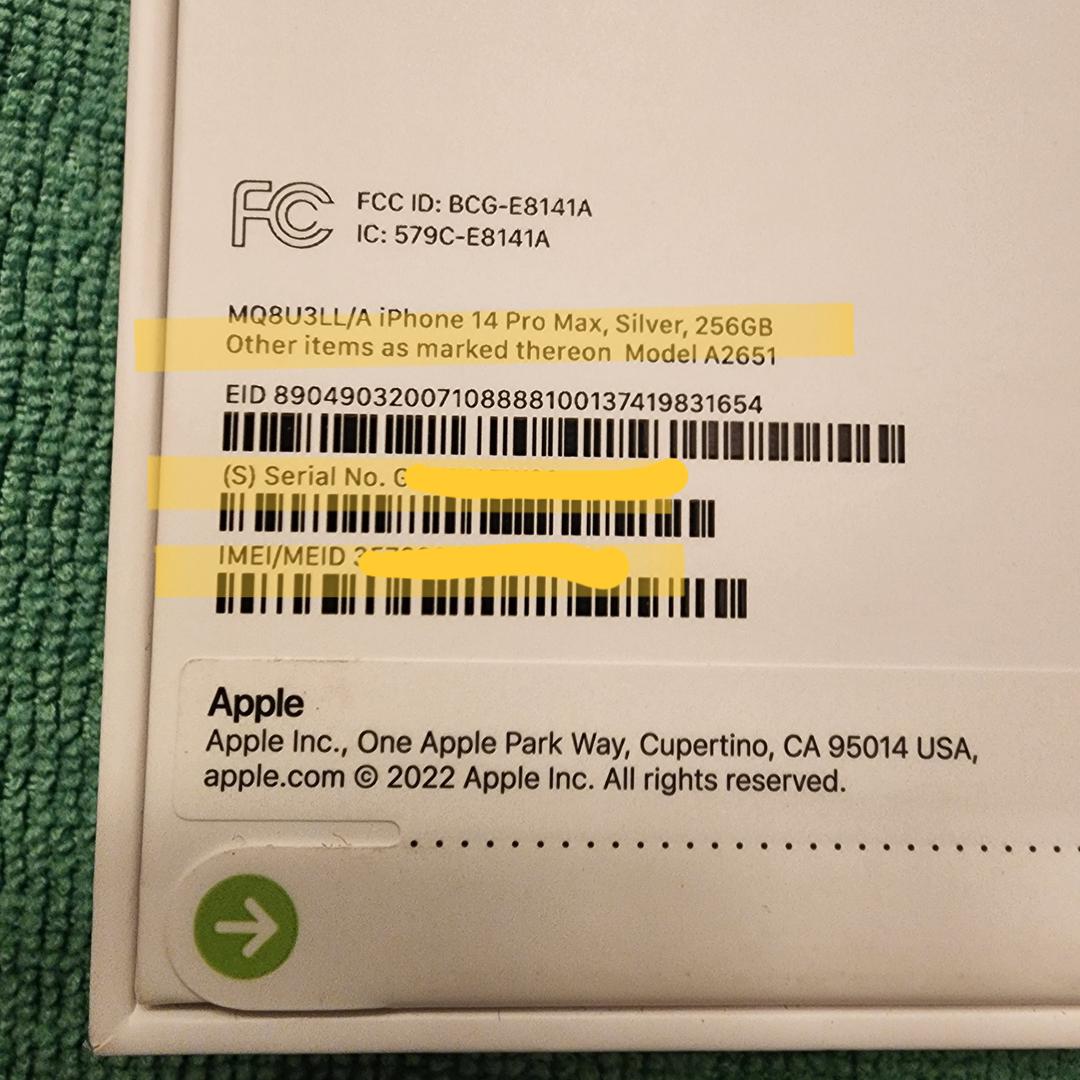 FC
FCC ID: BCG-E8141A
IC: 579C-E8141A
MQ8U3LL/A iPhone 14 Pro Max, Silver, 256GB
Other items as marked thereon Model A2651
EID 89049032007108888100137419831654
(S) Serial No.
IMEI/MEID
Apple
Apple Inc., One Apple Park Way, Cupertino, CA 95014 USA,
apple.com © 2022 Apple Inc. All rights reserved.